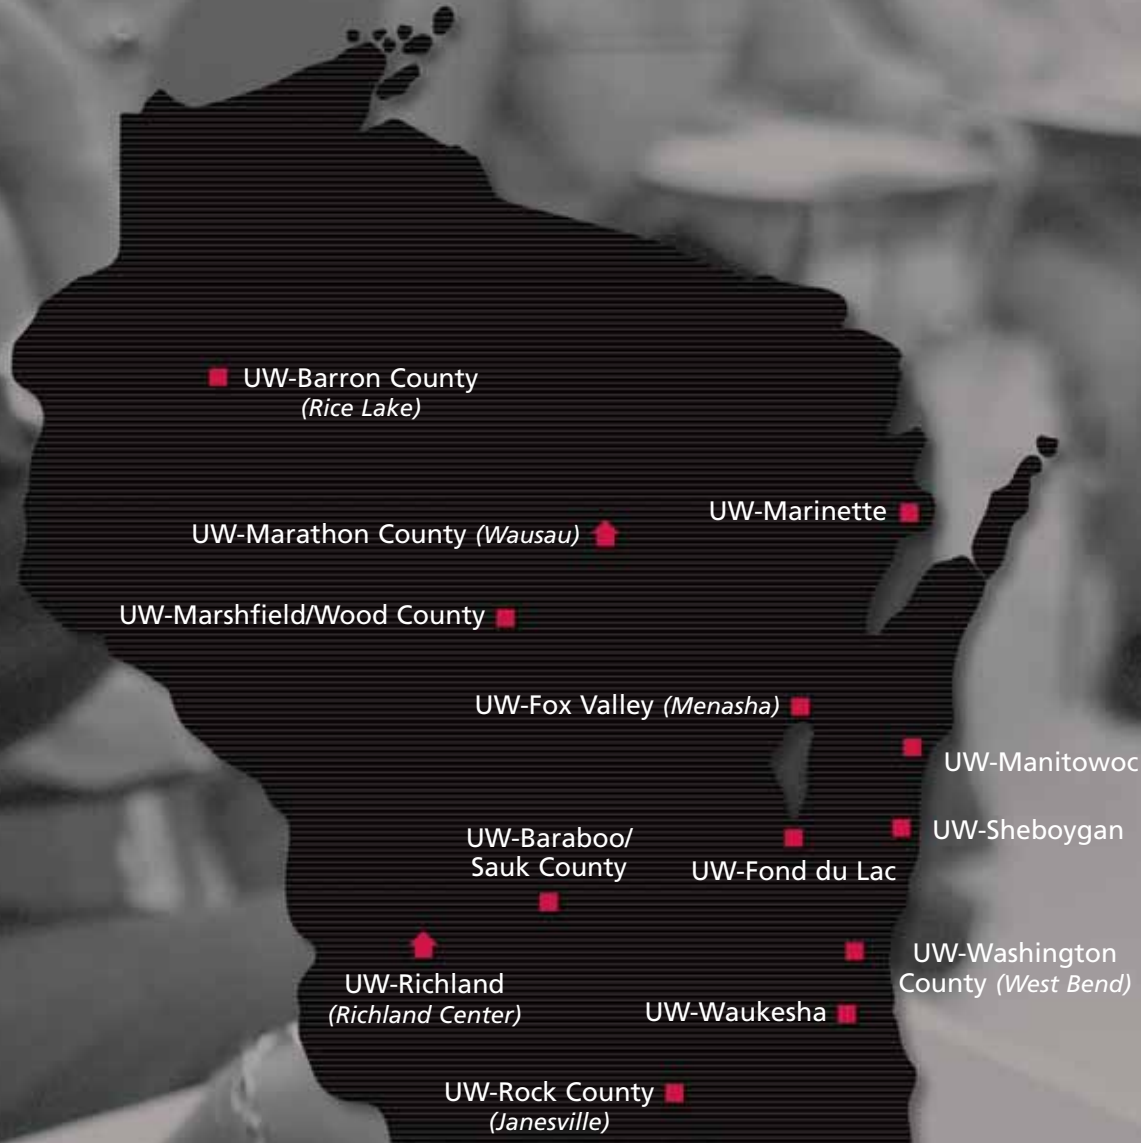 UW-Barron County
(Rice Lake)
UW-Marinette
UW-Marathon County (Wausau)
UW-Marshfield/Wood County
UW-Fox Valley (Menasha)
UW-Manitowoc
UW-Sheboygan
UW-Baraboo/
Sauk County
UW-Fond du Lac
UW-Washington
County (West Bend)
UW-Richland
(Richland Center)
UW-Waukesha
UW-Rock County
(Janesville)